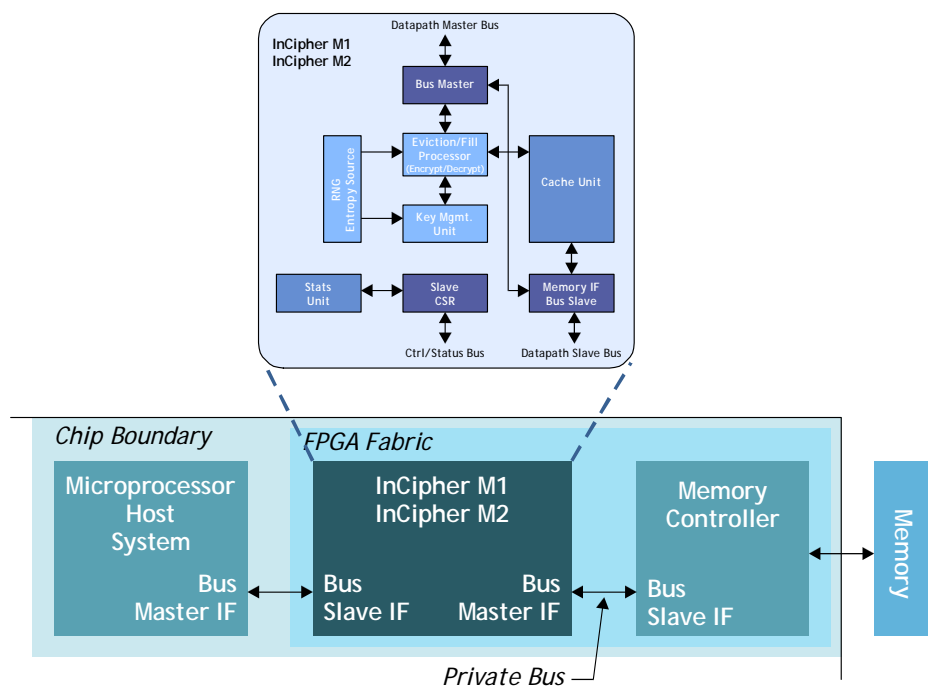 Datapath Master Bus
InCipher M1
InCipher M2
Bus Master
Eviction/Fill
Processor
(Encrypt/Decrypt)
RNG
Entropy Source
Cache Unit
Key Mgmt.
Unit
Stats
Unit
Slave
CSR
Memory IF
Bus Slave
Ctrl/Status Bus
Datapath Slave Bus
Chip Boundary
FPGA Fabric
Microprocessor
Host
System
Bus
Master IF
InCipher M1
InCipher M2
Bus
Slave IF
Bus
Master IF
Memory
Controller
Bus
Slave IF
Memory
Private Bus